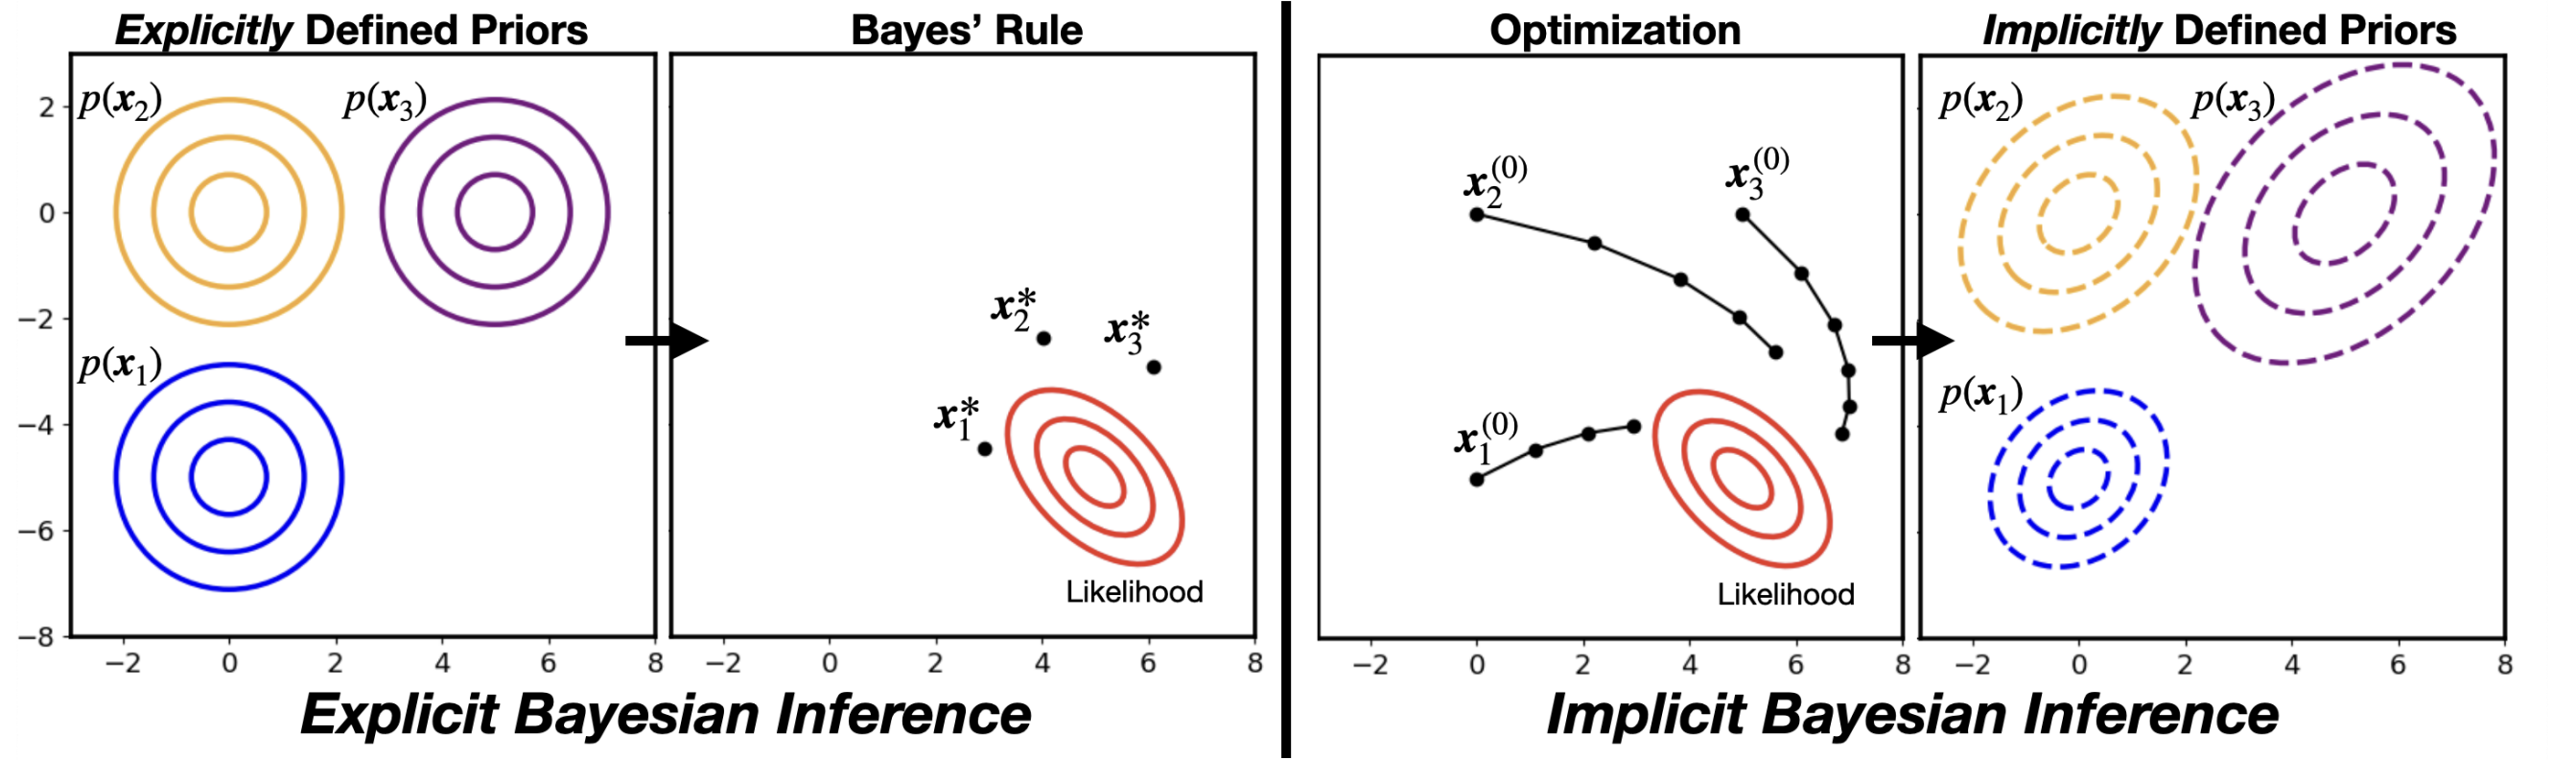 Explicitly Defined Priors
Bayes' Rule
Optimization
Implicitly Defined Priors
p(x₂)
p(x₃)
p(x₁)
2
0
−2
−4
−6
−8
−2 0 2 4 6 8
x₂*
x₃*
x₁*
Likelihood
−2 0 2 4 6 8
x₂⁽⁰⁾
x₃⁽⁰⁾
x₁⁽⁰⁾
Likelihood
−2 0 2 4 6 8
p(x₂)
p(x₃)
p(x₁)
−2 0 2 4 6 8
Explicit Bayesian Inference
Implicit Bayesian Inference